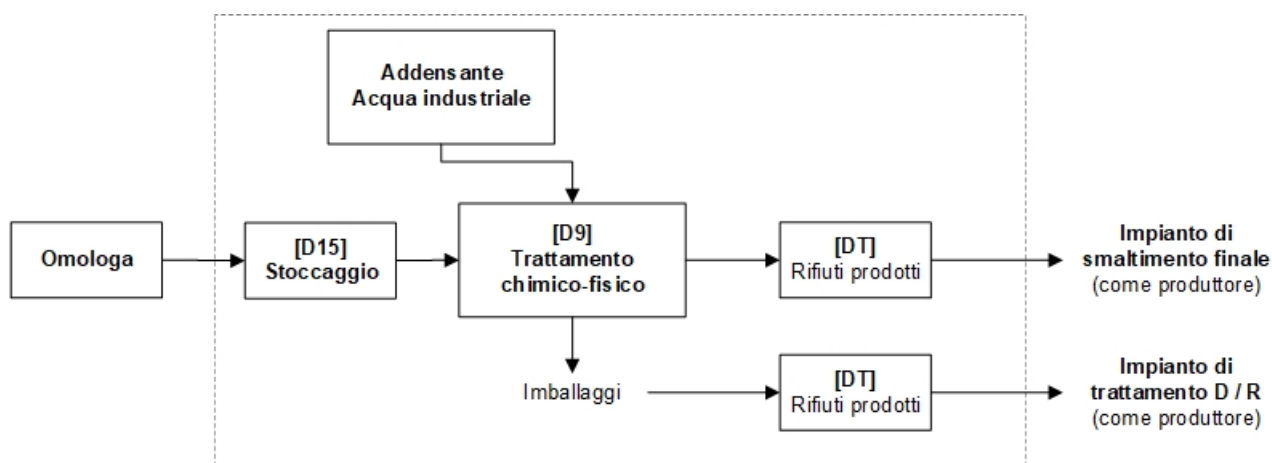 Addensante
Acqua industriale
Omologa
[D15]
Stoccaggio
[D9]
Trattamento
chimico-fisico
[DT]
Rifiuti prodotti
Impianto di
smaltimento finale
(come produttore)
Imballaggi
[DT]
Rifiuti prodotti
Impianto di
trattamento D / R
(come produttore)